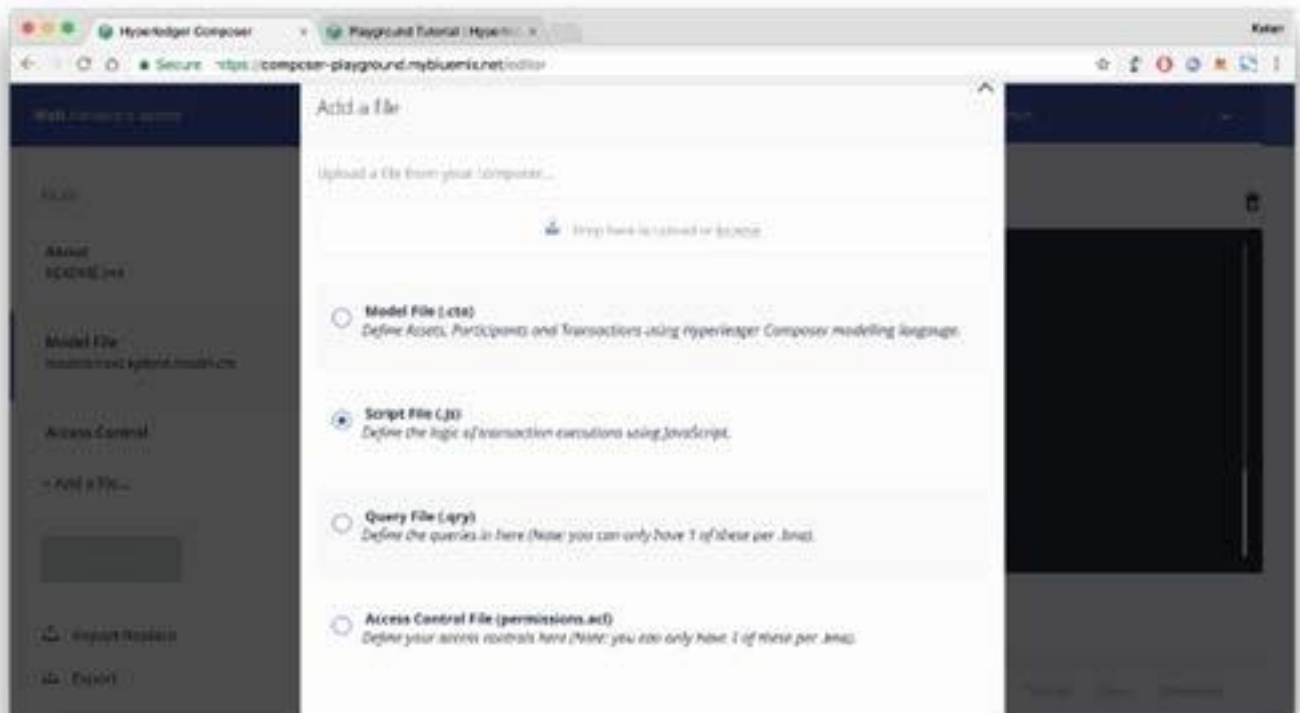 Hyperledger Composer
Playground Tutorial | Hyperle
Secure https://composer-playground.mybluemix.net/editor
Add a file
Upload a file from your computer...
Drop here to upload or browse
About
README.md
Model File (.cto)
Define Assets, Participants and Transactions using Hyperledger Composer modelling language.
Model File
Script File (.js)
Define the logic of transaction executions using JavaScript.
Access Control
+ Add a file...
Query File (.qry)
Define the queries in here (Note: you can only have 1 of these per .bna).
Access Control File (permissions.acl)
Define your access controls here (Note: you can only have 1 of these per .bna).
Import/Replace
Export